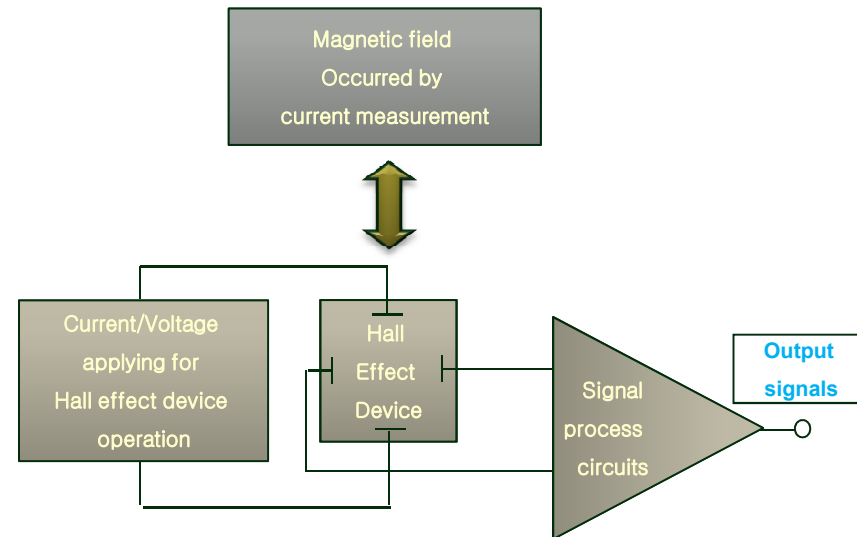 Magnetic field
Occurred by
current measurement
Current/Voltage
applying for
Hall effect device
operation
Hall
Effect
Device
Signal
process
circuits
Output
signals